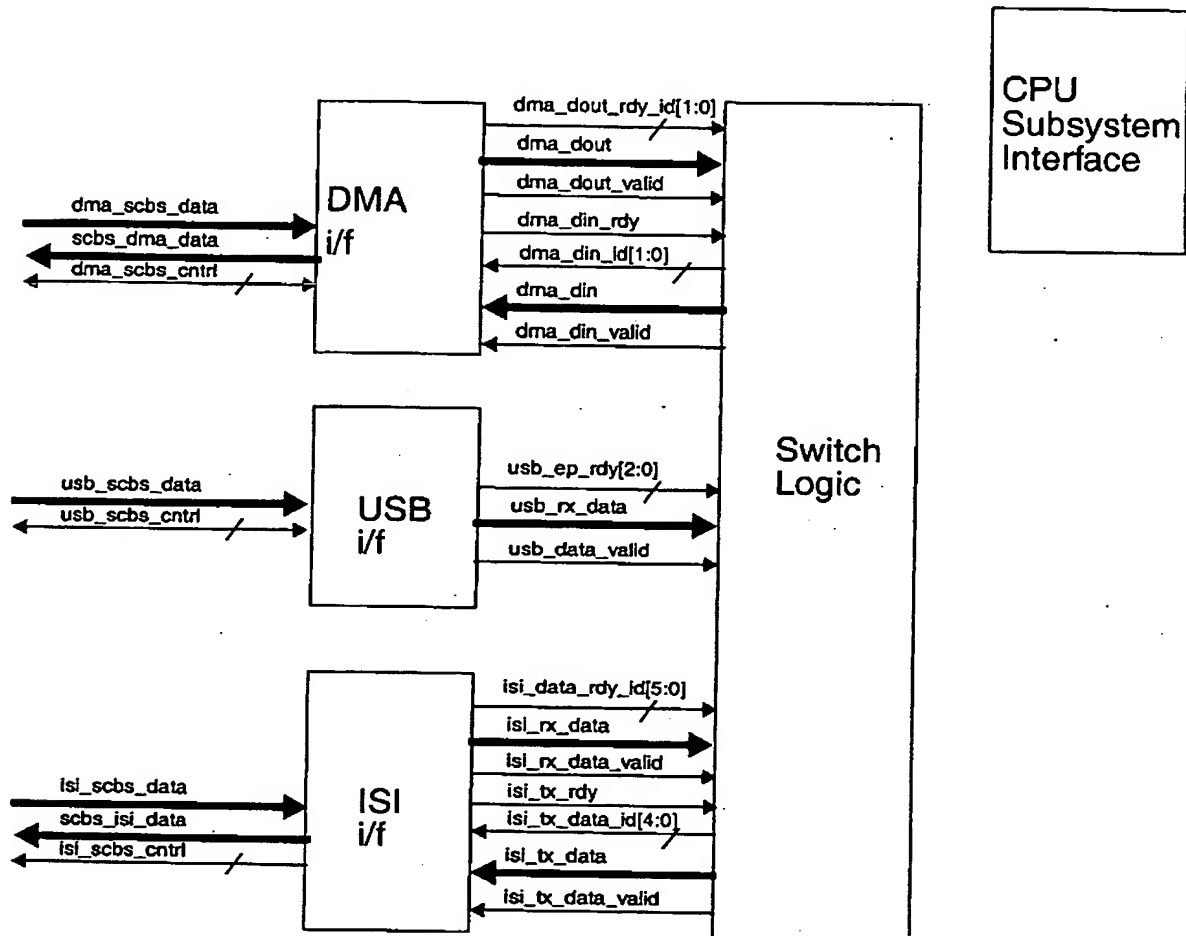 CPU
Subsystem
Interface
dma_scbs_data
scbs_dma_data
dma_scbs_cntrl
DMA
i/f
dma_dout_rdy_id[1:0]
dma_dout
dma_dout_valid
dma_din_rdy
dma_din_id[1:0]
dma_din
dma_din_valid
usb_scbs_data
usb_scbs_cntrl
USB
i/f
usb_ep_rdy[2:0]
usb_rx_data
usb_data_valid
Switch
Logic
isi_scbs_data
scbs_isi_data
isi_scbs_cntrl
ISI
i/f
isi_data_rdy_id[5:0]
isi_rx_data
isi_rx_data_valid
isi_tx_rdy
isi_tx_data_id[4:0]
isi_tx_data
isi_tx_data_valid